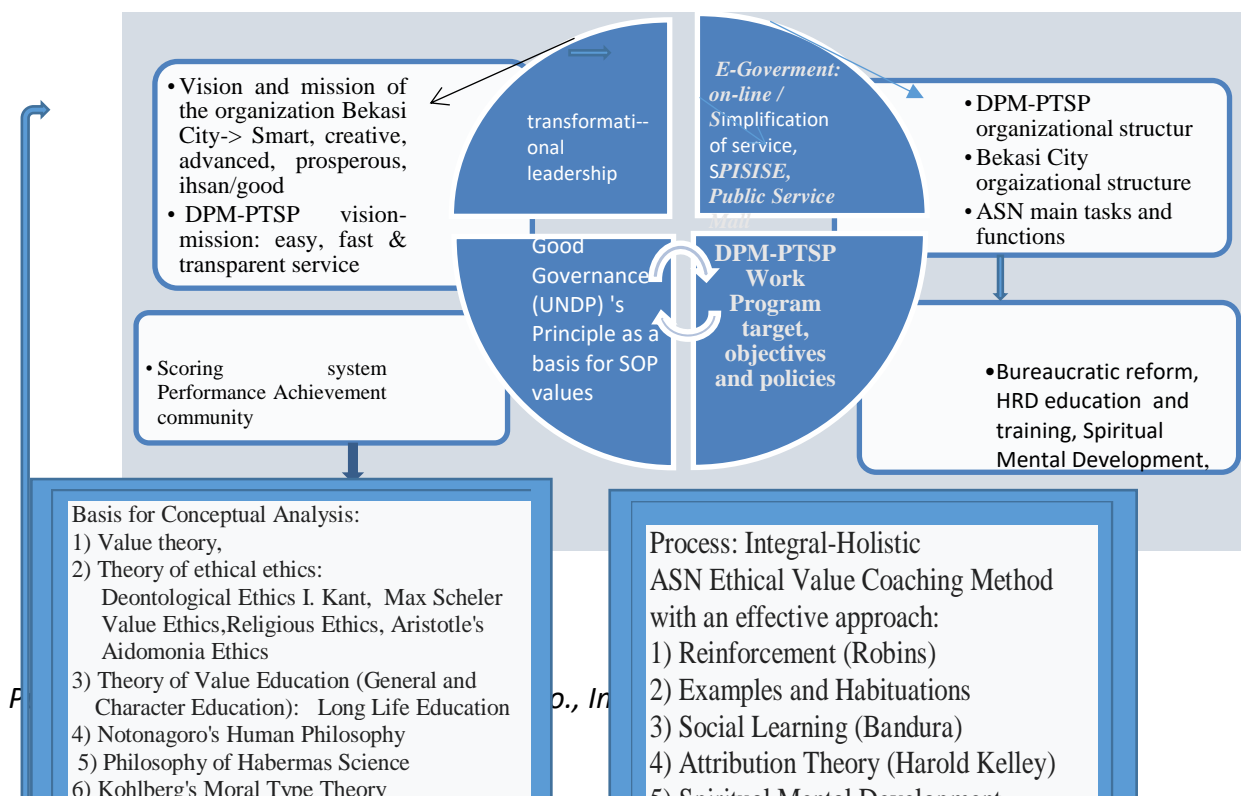 • Vision and mission of
the organization Bekasi
City-> Smart, creative,
advanced, prosperous,
ihsan/good
• DPM-PTSP vision-
mission: easy, fast &
transparent service
transformati--
onal
leadership
E-Goverment:
on-line /
Simplification
of service,
SPISISE,
Public Service
Mall
• DPM-PTSP
organizational structur
• Bekasi City
orgaizational structure
• ASN main tasks and
functions
• Scoring system
Performance Achievement
community
Good
Governance
(UNDP) 's
Principle as a
basis for SOP
values
DPM-PTSP
Work
Program
target,
objectives
and policies
•Bureaucratic reform,
HRD education and
training, Spiritual
Mental Development,
Basis for Conceptual Analysis:
1) Value theory,
2) Theory of ethical ethics:
Deontological Ethics I. Kant, Max Scheler
Value Ethics,Religious Ethics, Aristotle's
Aidomonia Ethics
3) Theory of Value Education (General and
Character Education): Long Life Education
4) Notonagoro's Human Philosophy
5) Philosophy of Habermas Science
6) Kohlberg's Moral Type Theory
Process: Integral-Holistic
ASN Ethical Value Coaching Method
with an effective approach:
1) Reinforcement (Robins)
2) Examples and Habituations
3) Social Learning (Bandura)
4) Attribution Theory (Harold Kelley)
5) Spiritual Mental Development